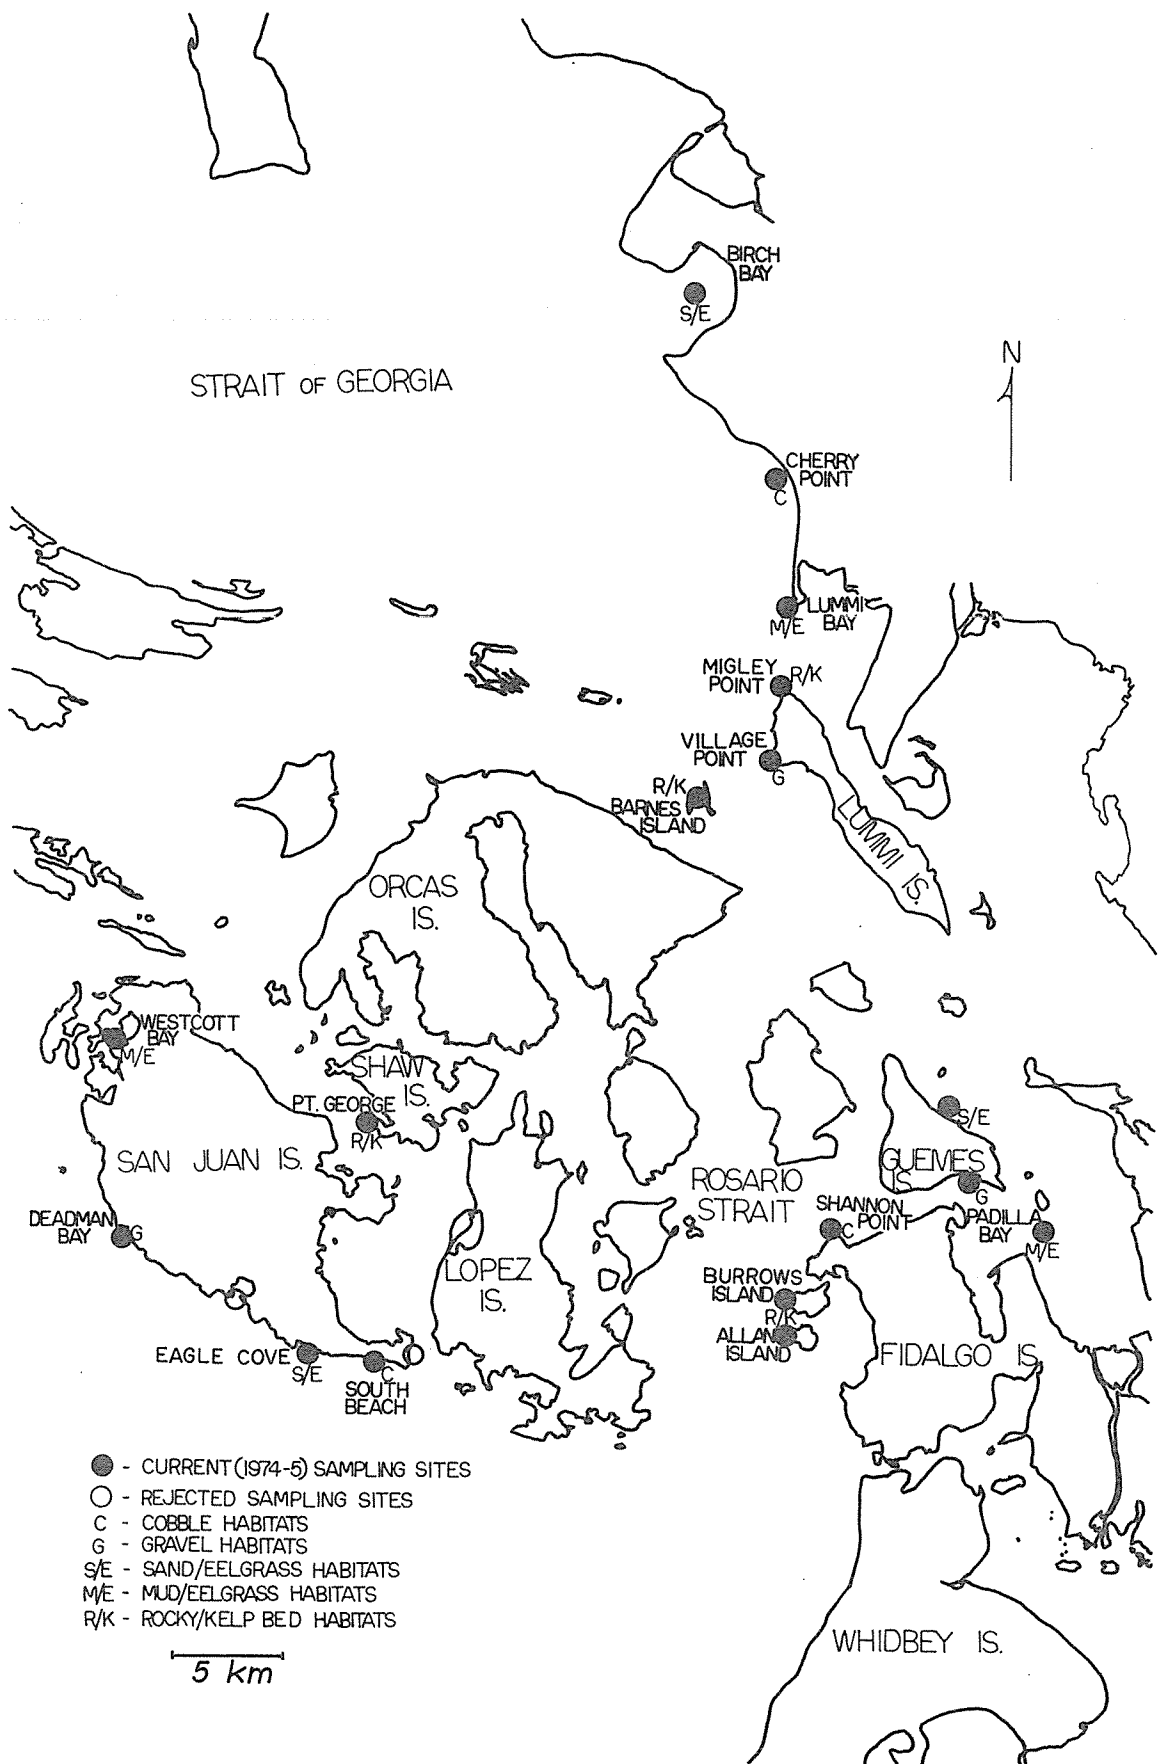 BIRCH
BAY
S/E
STRAIT OF GEORGIA
N
CHERRY
POINT
C
LUMMI
BAY
M/E
MIGLEY
POINT
R/K
VILLAGE
POINT
G
R/K
BARNES
ISLAND
LUMMI IS.
ORCAS
IS.
WESTCOTT
BAY
M/E
SHAW
IS.
PT. GEORGE
R/K
S/E
SAN JUAN IS.
GUEMES
IS.
G
ROSARIO
STRAIT
SHANNON
POINT
C
PADILLA
BAY
M/E
DEADMAN
BAY
G
LOPEZ
IS.
BURROWS
ISLAND
R/K
ALLAN
ISLAND
EAGLE COVE
S/E
C
SOUTH
BEACH
FIDALGO IS.
● - CURRENT (1974-5) SAMPLING SITES
○ - REJECTED SAMPLING SITES
C - COBBLE HABITATS
G - GRAVEL HABITATS
S/E - SAND/EELGRASS HABITATS
M/E - MUD/EELGRASS HABITATS
R/K - ROCKY/KELP BED HABITATS
5 km
WHIDBEY IS.